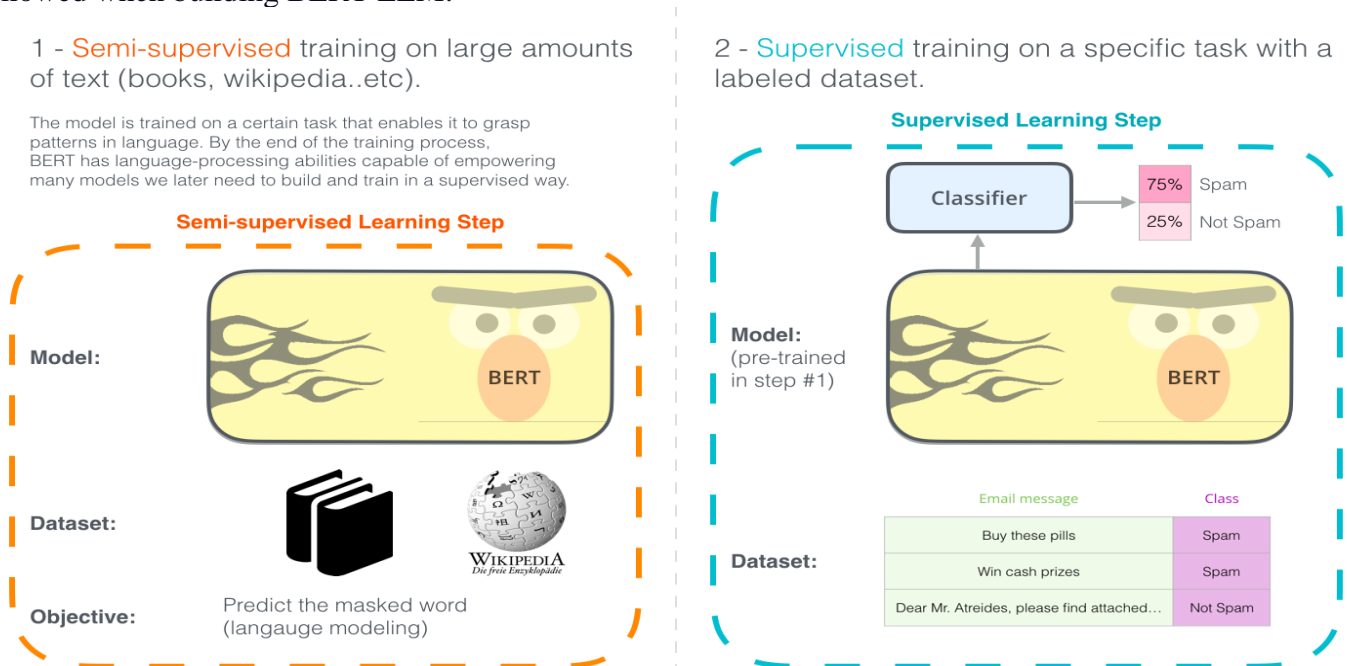 1 - Semi-supervised training on large amounts
of text (books, wikipedia..etc).
The model is trained on a certain task that enables it to grasp
patterns in language. By the end of the training process,
BERT has language-processing abilities capable of empowering
many models we later need to build and train in a supervised way.
Semi-supervised Learning Step
Model:
BERT
Dataset:
WIKIPEDIA
Die freie Enzyklopädie
Objective:
Predict the masked word
(langauge modeling)
2 - Supervised training on a specific task with a
labeled dataset.
Supervised Learning Step
Classifier
75% Spam
25% Not Spam
Model:
(pre-trained
in step #1)
BERT
Dataset:
Email message Class
Buy these pills Spam
Win cash prizes Spam
Dear Mr. Atreides, please find attached... Not Spam